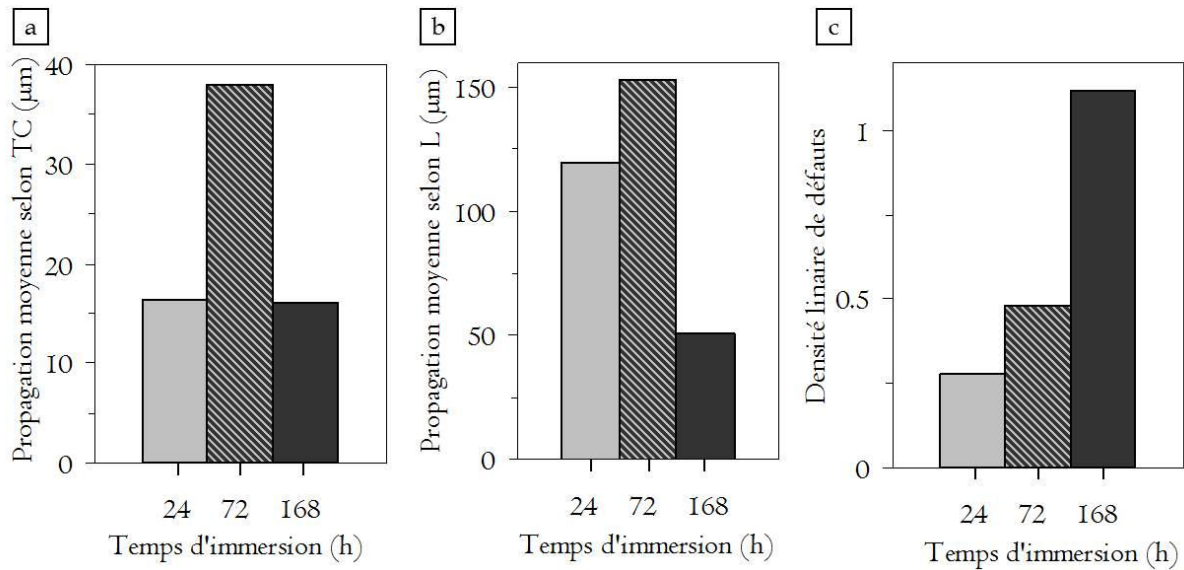 a
Propagation moyenne selon TC (µm)
40
30
20
10
0
24 72 168
Temps d'immersion (h)
b
Propagation moyenne selon L (µm)
150
100
50
0
24 72 168
Temps d'immersion (h)
c
Densité linaire de défauts
1
0.5
0
24 72 168
Temps d'immersion (h)